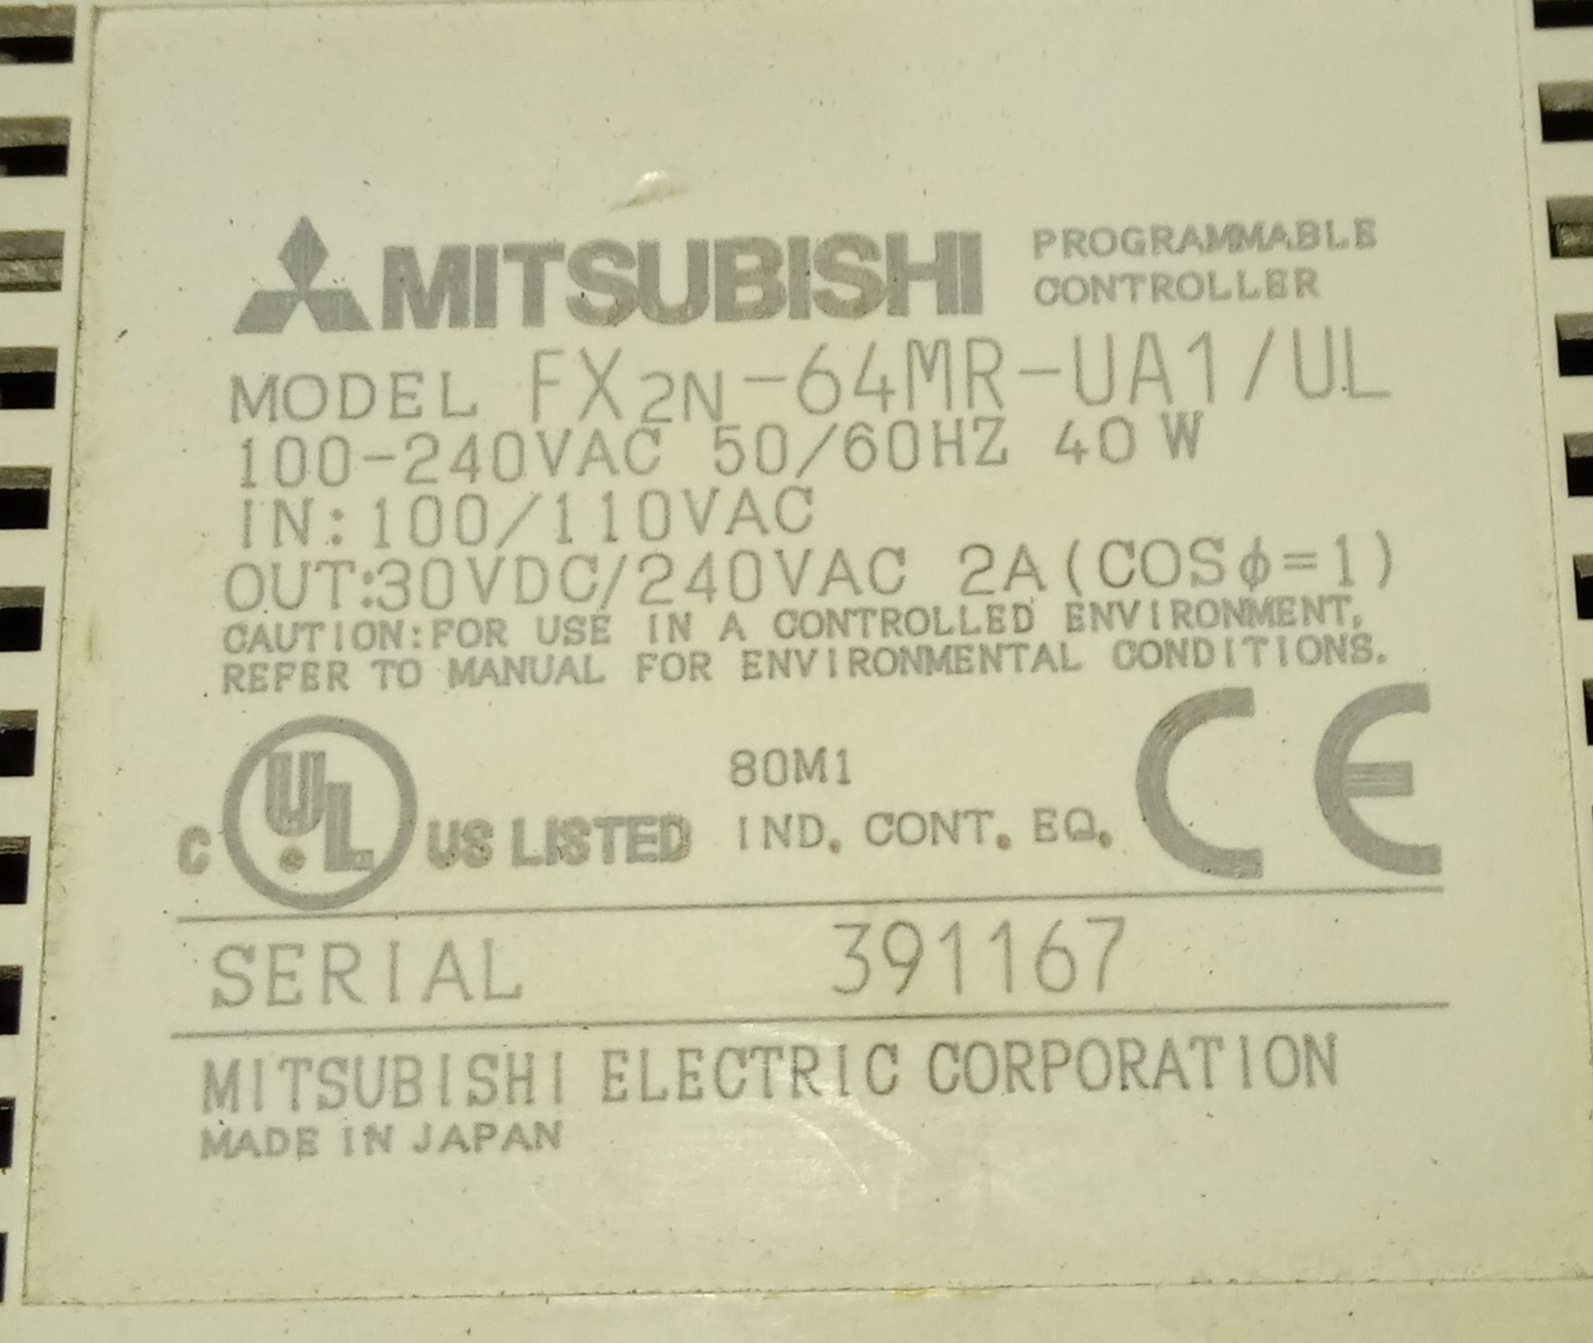 MITSUBISHI PROGRAMMABLE
CONTROLLER
MODEL FX2N-64MR-UA1/UL
100-240VAC 50/60HZ 40W
IN:100/110VAC
OUT:30VDC/240VAC 2A(COSφ=1)
CAUTION:FOR USE IN A CONTROLLED ENVIRONMENT,
REFER TO MANUAL FOR ENVIRONMENTAL CONDITIONS.
80M1
C UL US LISTED IND. CONT. EQ. CE
SERIAL 391167
MITSUBISHI ELECTRIC CORPORATION
MADE IN JAPAN